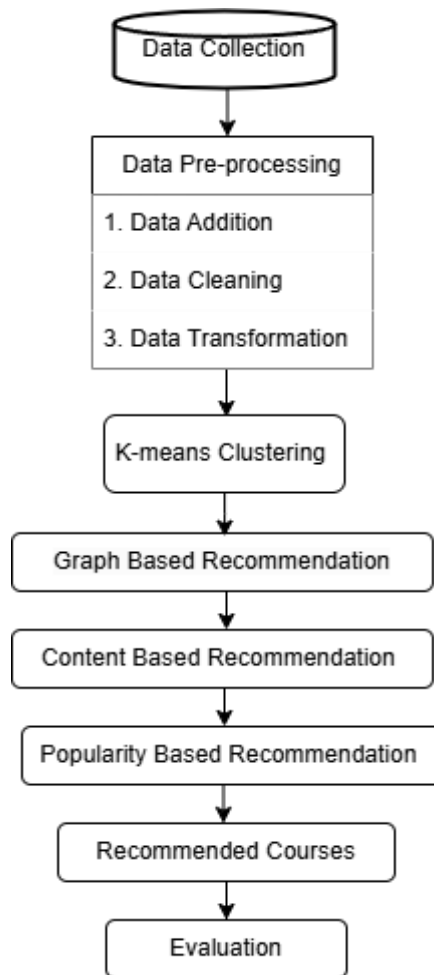 Data Collection
Data Pre-processing
1. Data Addition
2. Data Cleaning
3. Data Transformation
K-means Clustering
Graph Based Recommendation
Content Based Recommendation
Popularity Based Recommendation
Recommended Courses
Evaluation